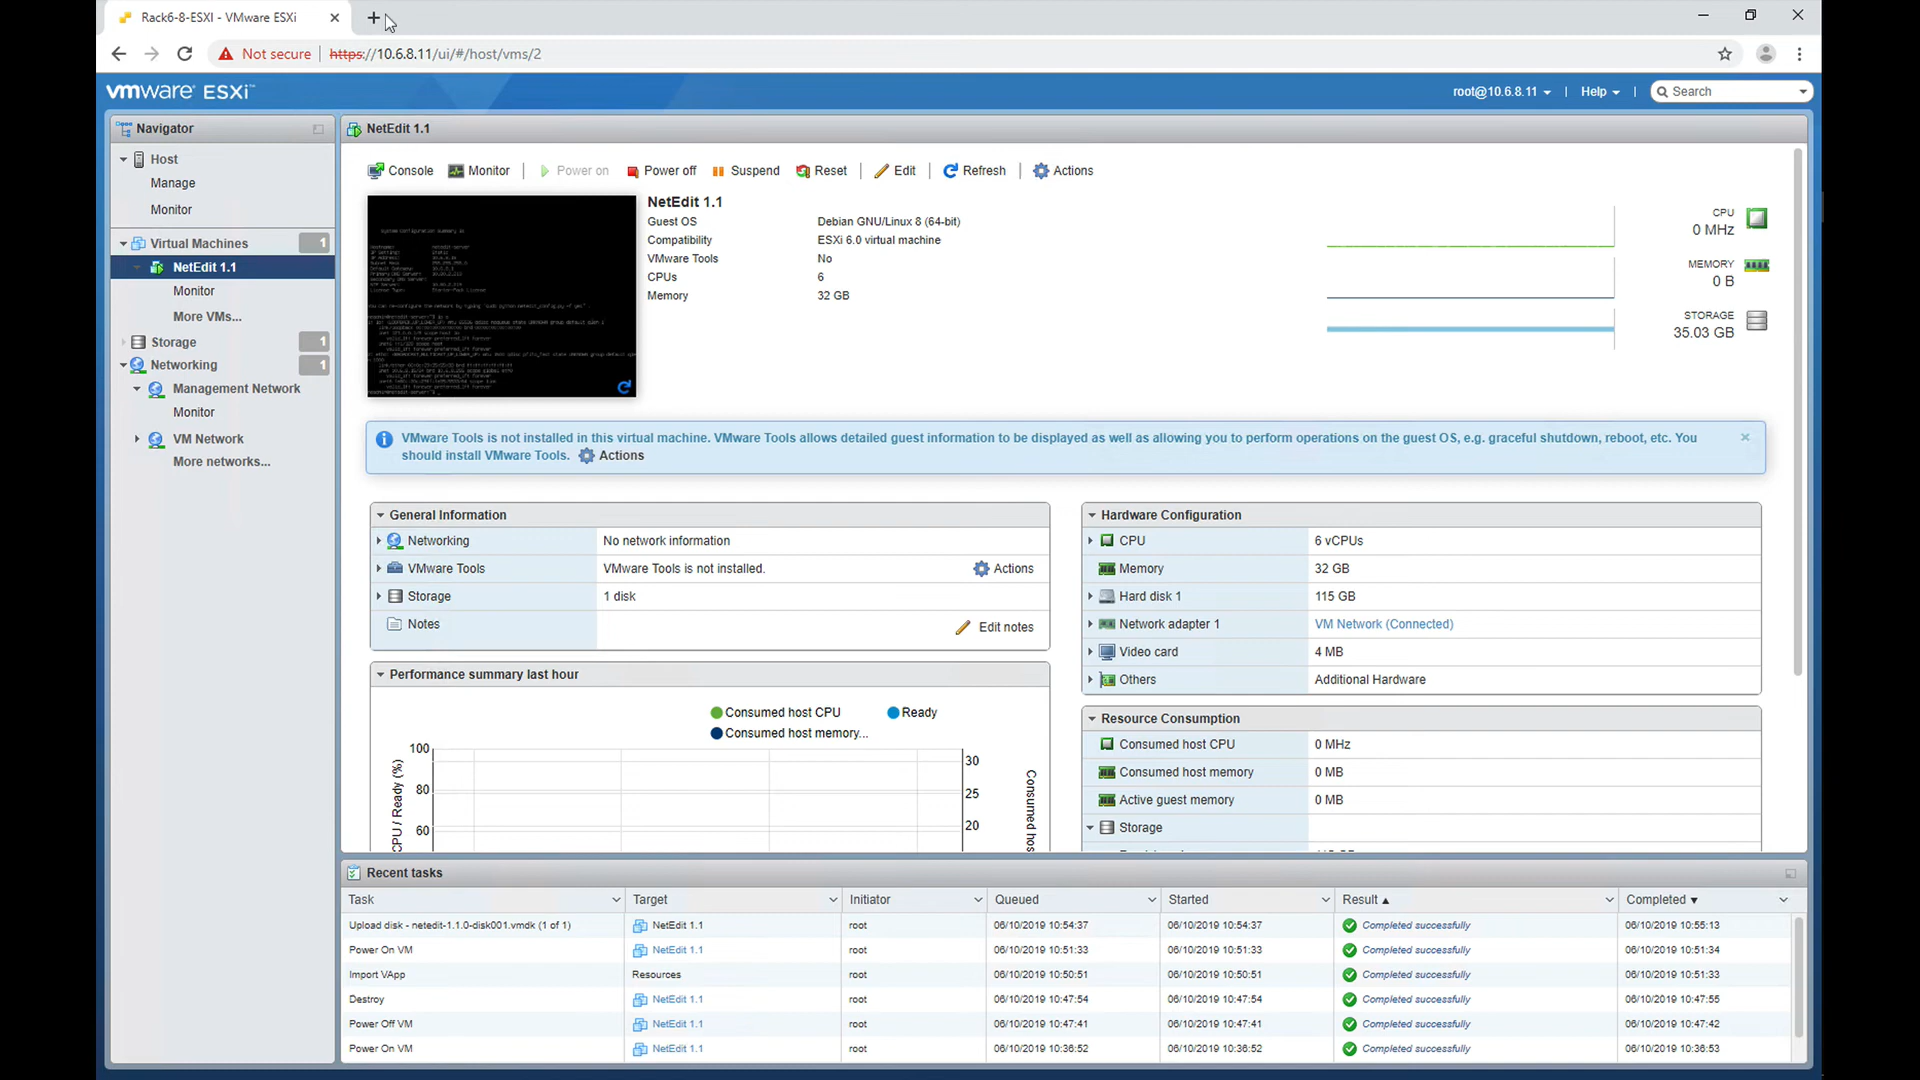 Rack6-8-ESXI - VMware ESXi
Not secure https://10.6.8.11/ui/#/host/vms/2
vmware ESXi
root@10.6.8.11 | Help | Search
Navigator
Host
Manage
Monitor
Virtual Machines 1
NetEdit 1.1
Monitor
More VMs...
Storage 1
Networking 1
Management Network
Monitor
VM Network
More networks...
NetEdit 1.1
Console Monitor Power on Power off Suspend Reset Edit Refresh Actions
NetEdit 1.1
Guest OS Debian GNU/Linux 8 (64-bit)
Compatibility ESXi 6.0 virtual machine
VMware Tools No
CPUs 6
Memory 32 GB
CPU
0 MHz
MEMORY
0 B
STORAGE
35.03 GB
VMware Tools is not installed in this virtual machine. VMware Tools allows detailed guest information to be displayed as well as allowing you to perform operations on the guest OS, e.g. graceful shutdown, reboot, etc. You
should install VMware Tools. Actions
General Information
Networking No network information
VMware Tools VMware Tools is not installed. Actions
Storage 1 disk
Notes Edit notes
Performance summary last hour
Consumed host CPU Ready
Consumed host memory...
100
80
60
CPU / Ready (%)
30
25
20
Consumed hos
Hardware Configuration
CPU 6 vCPUs
Memory 32 GB
Hard disk 1 115 GB
Network adapter 1 VM Network (Connected)
Video card 4 MB
Others Additional Hardware
Resource Consumption
Consumed host CPU 0 MHz
Consumed host memory 0 MB
Active guest memory 0 MB
Storage
Recent tasks
Task Target Initiator Queued Started Result Completed
Upload disk - netedit-1.1.0-disk001.vmdk (1 of 1) NetEdit 1.1 root 06/10/2019 10:54:37 06/10/2019 10:54:37 Completed successfully 06/10/2019 10:55:13
Power On VM NetEdit 1.1 root 06/10/2019 10:51:33 06/10/2019 10:51:33 Completed successfully 06/10/2019 10:51:34
Import VApp Resources root 06/10/2019 10:50:51 06/10/2019 10:50:51 Completed successfully 06/10/2019 10:51:33
Destroy NetEdit 1.1 root 06/10/2019 10:47:54 06/10/2019 10:47:54 Completed successfully 06/10/2019 10:47:55
Power Off VM NetEdit 1.1 root 06/10/2019 10:47:41 06/10/2019 10:47:41 Completed successfully 06/10/2019 10:47:42
Power On VM NetEdit 1.1 root 06/10/2019 10:36:52 06/10/2019 10:36:52 Completed successfully 06/10/2019 10:36:53